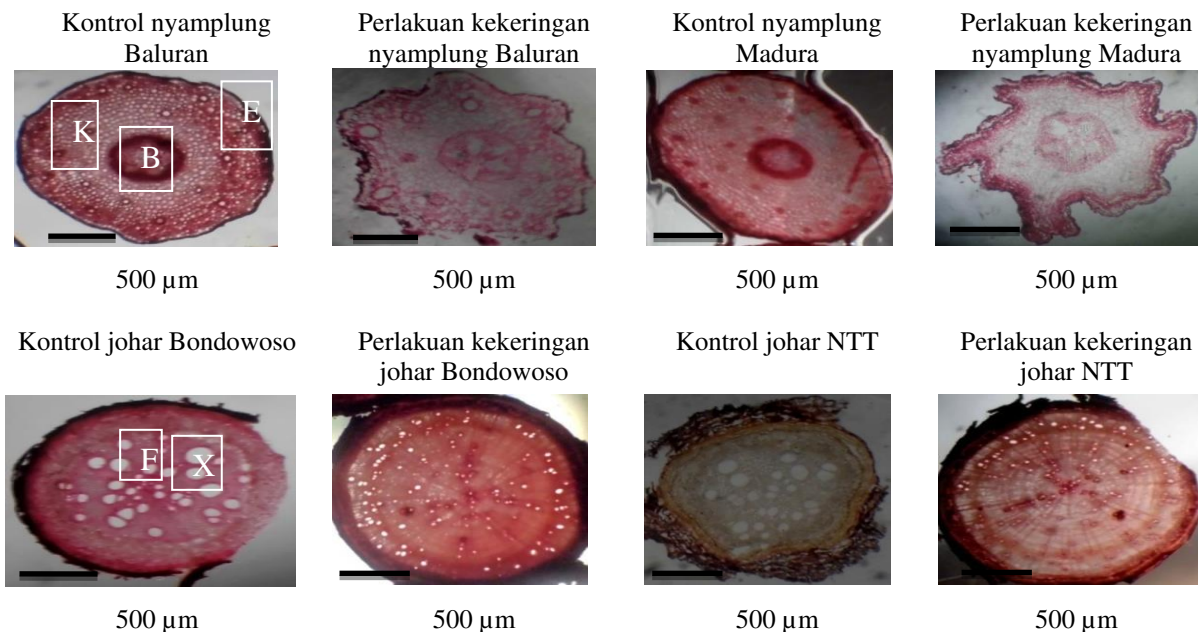 Kontrol nyamplung
Baluran
Perlakuan kekeringan
nyamplung Baluran
Kontrol nyamplung
Madura
Perlakuan kekeringan
nyamplung Madura
K
B
E
500 µm
500 µm
500 µm
500 µm
Kontrol johar Bondowoso
Perlakuan kekeringan
johar Bondowoso
Kontrol johar NTT
Perlakuan kekeringan
johar NTT
F
X
500 µm
500 µm
500 µm
500 µm